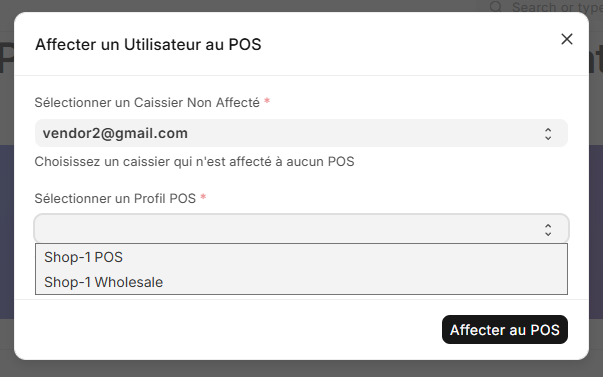 Search or type
Affecter un Utilisateur au POS
Sélectionner un Caissier Non Affecté *
vendor2@gmail.com
Choisissez un caissier qui n'est affecté à aucun POS
Sélectionner un Profil POS *
Shop-1 POS
Shop-1 Wholesale
Affecter au POS